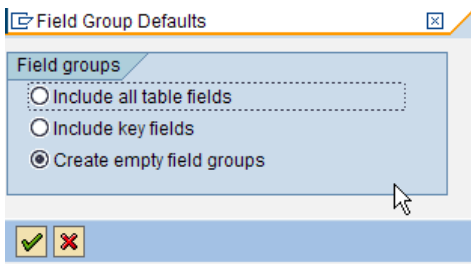 Field Group Defaults
Field groups
Include all table fields
Include key fields
Create empty field groups